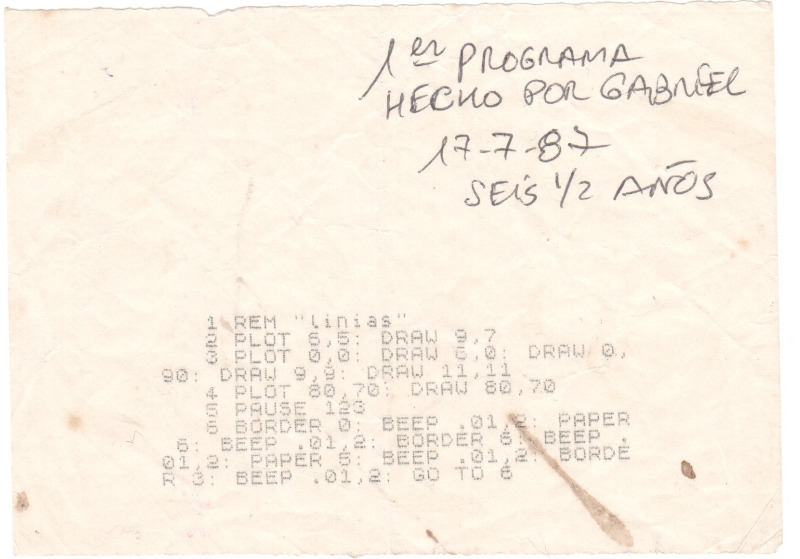 1er PROGRAMA
HECHO POR GABRIEL
17-7-87
SEIS 1/2 AÑOS
1 REM "linias"
2 PLOT 5,5: DRAW 9,7
3 PLOT 0,0: DRAW 6,0: DRAW 0,
90: DRAW 9,9: DRAW 11,11
4 PLOT 80,70: DRAW 80,70
5 PAUSE 123
6 BORDER 0: BEEP .01,2: PAPER
6: BEEP .01,2: BORDER 6: BEEP .
01,2: PAPER 5: BEEP .01,2: BORDE
R 3: BEEP .01,2: GO TO 6